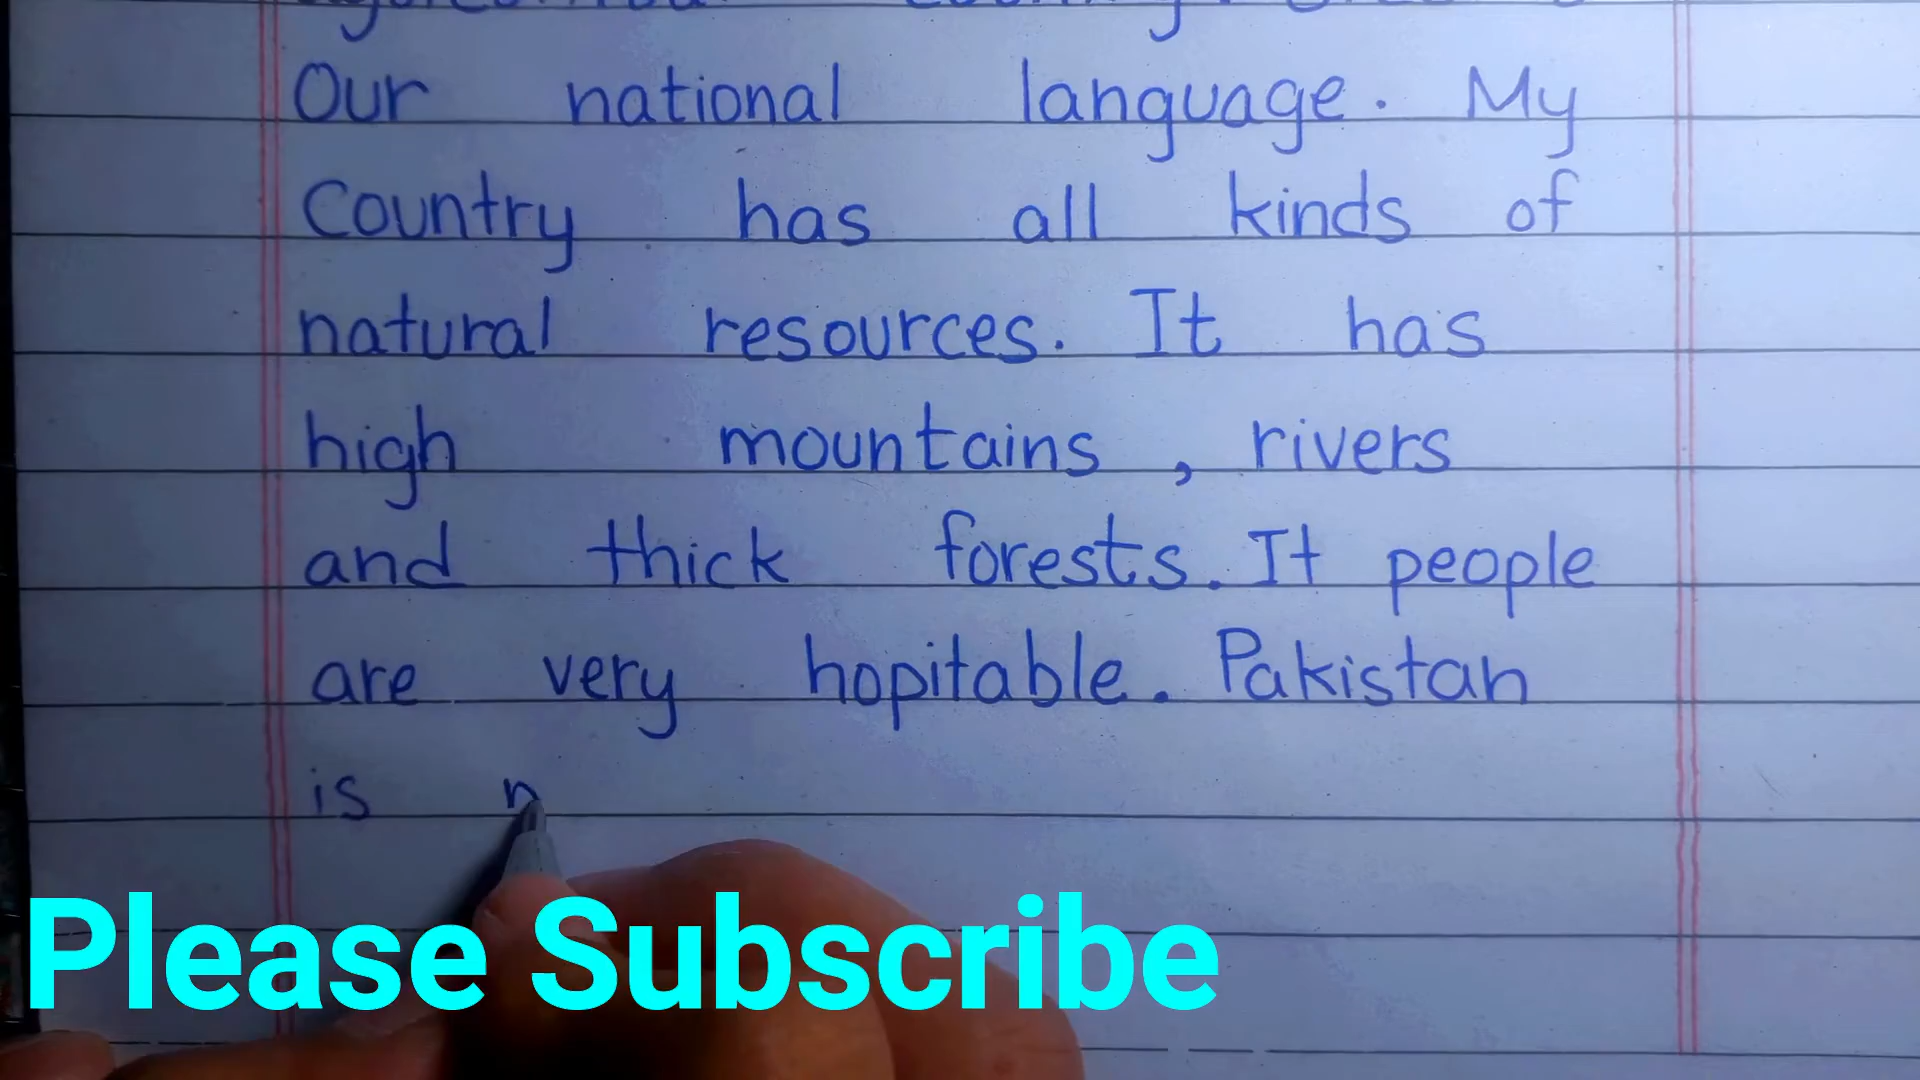 Our national language. My
Country has all kinds of
natural resources. It has
high mountains, rivers
and thick forests. It people
are very hopitable. Pakistan
is
Please Subscribe